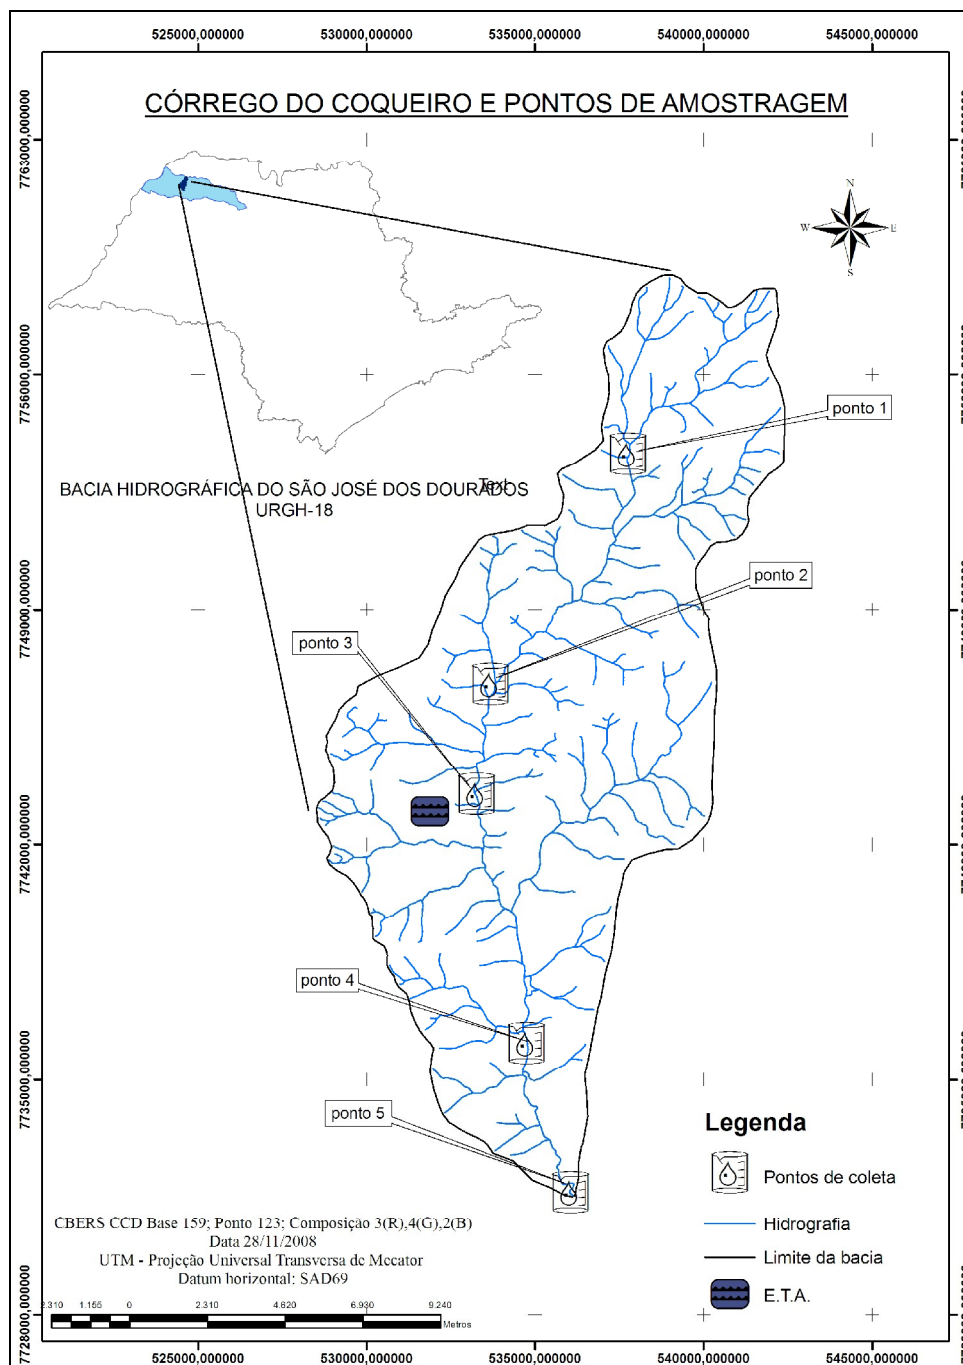 525000,000000 530000,000000 535000,000000 540000,000000 545000,000000
CÓRREGO DO COQUEIRO E PONTOS DE AMOSTRAGEM
7763000,000000
7756000,000000
7749000,000000
7742000,000000
7735000,000000
7728000,000000
N
W E
S
ponto 1
Text
BACIA HIDROGRÁFICA DO SÃO JOSÉ DOS DOURADOS
URGH-18
ponto 2
ponto 3
ponto 4
ponto 5
Legenda
Pontos de coleta
Hidrografia
Limite da bacia
E.T.A.
CBERS CCD Base 159; Ponto 123; Composição 3(R),4(G),2(B)
Data 28/11/2008
UTM - Projeção Universal Transversa de Mecator
Datum horizontal: SAD69
2.310 1.155 0 2.310 4.620 6.930 9.240
Metros
525000,000000 530000,000000 535000,000000 540000,000000 545000,000000